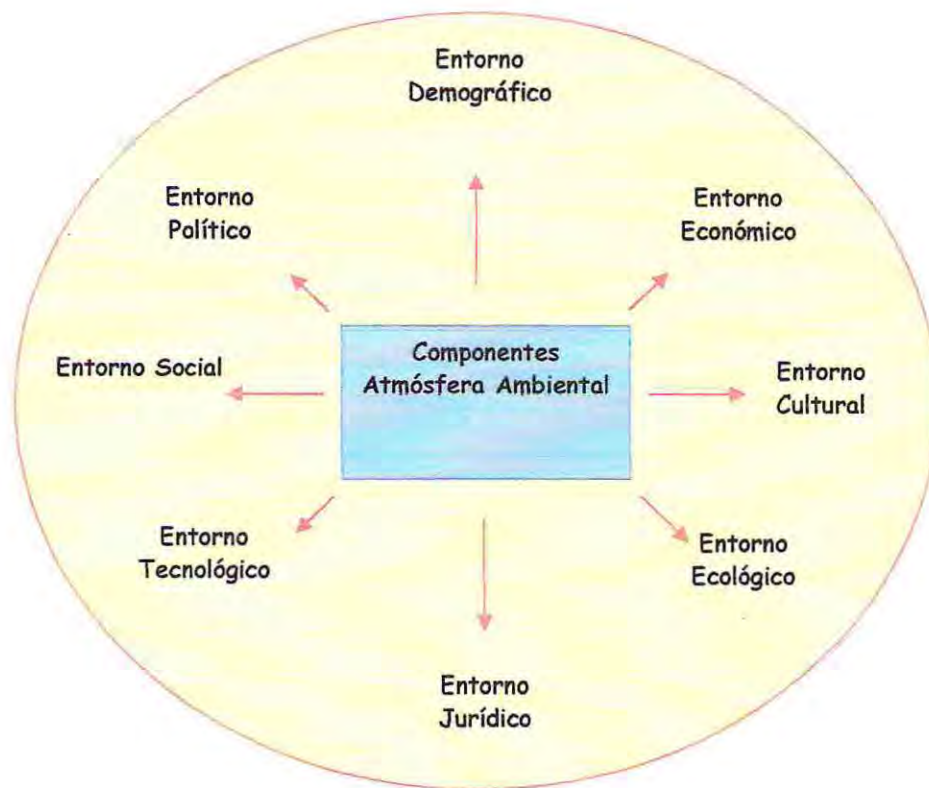 Entorno
Demográfico
Entorno
Político
Entorno
Económico
Componentes
Atmósfera Ambiental
Entorno Social
Entorno
Cultural
Entorno
Tecnológico
Entorno
Ecológico
Entorno
Jurídico